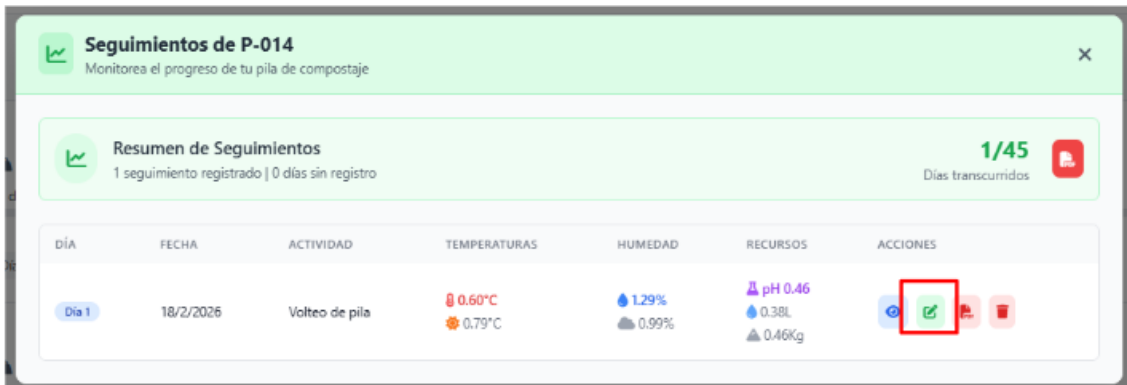 Seguimientos de P-014
Monitorea el progreso de tu pila de compostaje
Resumen de Seguimientos
1 seguimiento registrado | 0 días sin registro
1/45
Días transcurridos
DÍA FECHA ACTIVIDAD TEMPERATURAS HUMEDAD RECURSOS ACCIONES
Día 1 18/2/2026 Volteo de pila 0.60°C 1.29% pH 0.46
0.79°C 0.99% 0.38L
0.46Kg